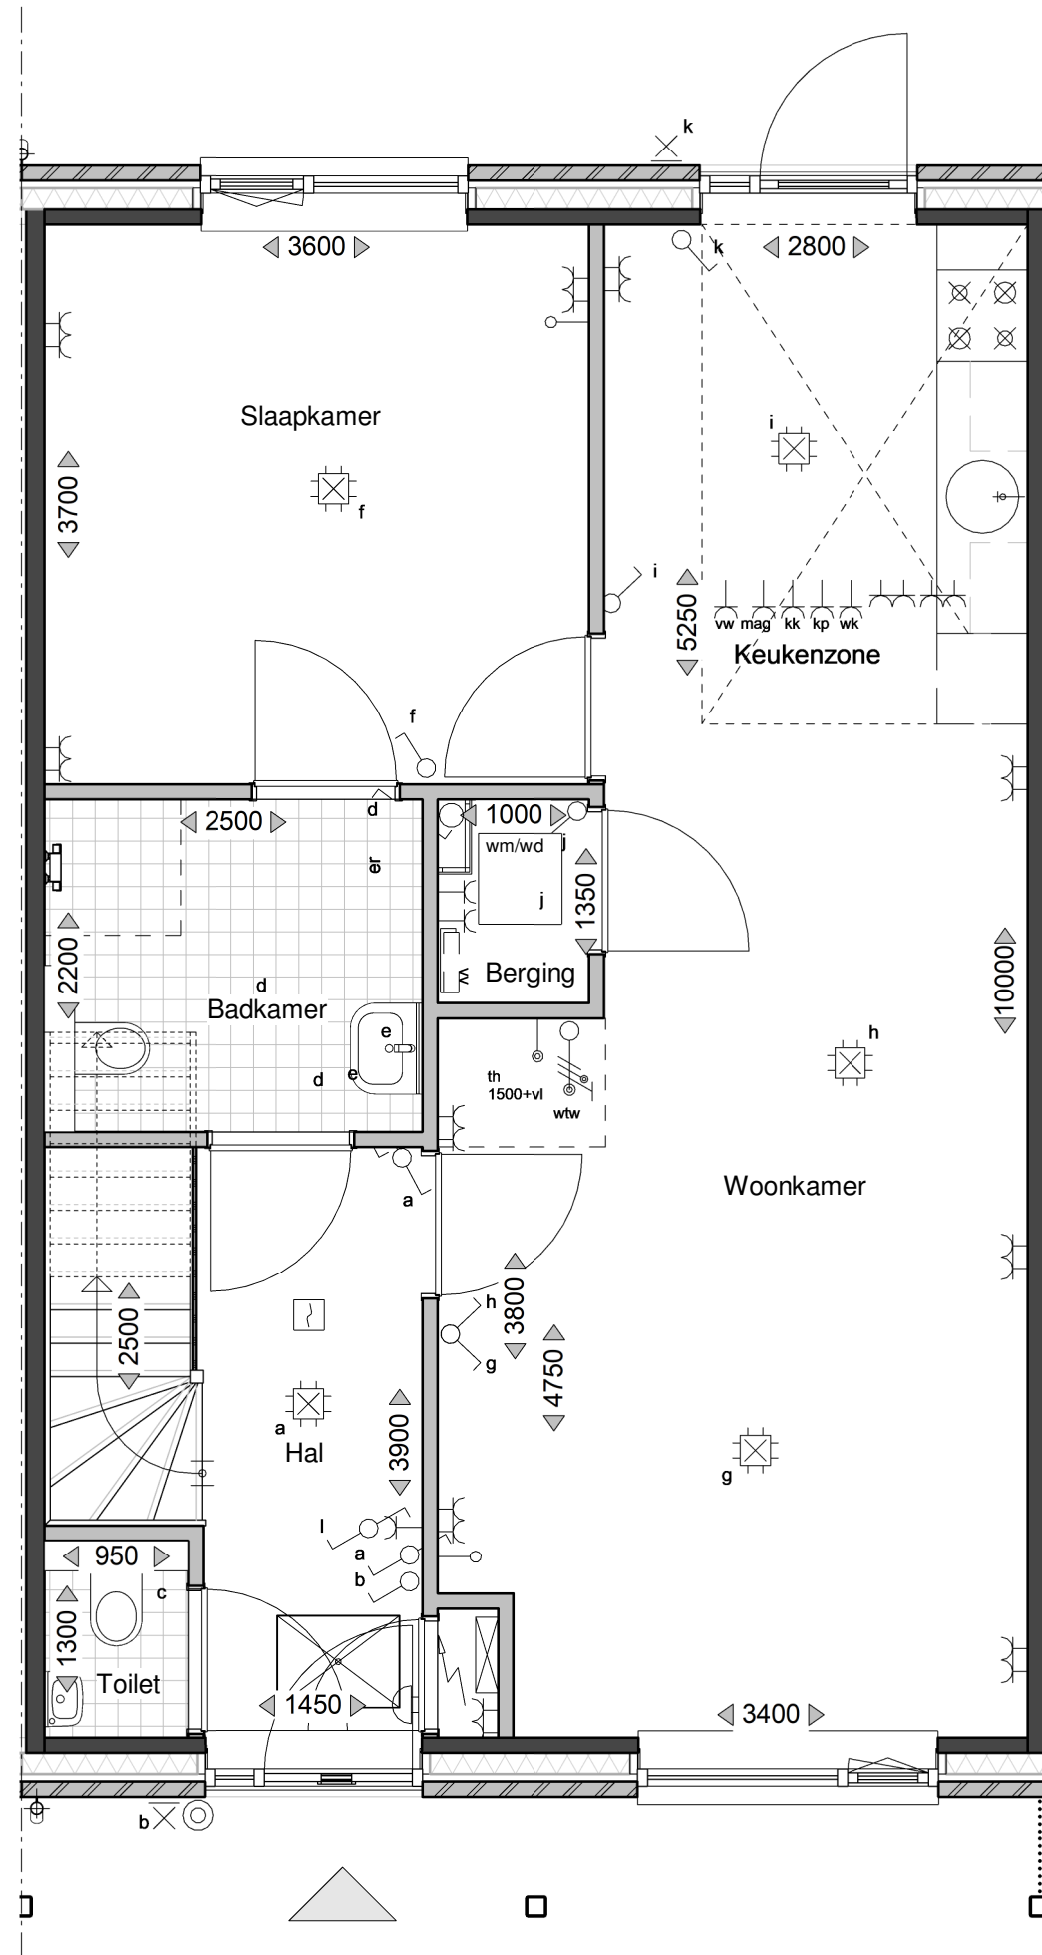 k
3600
k
2800
Slaapkamer
i
3700
f
i
5250
vw mag kk kp wk
Keukenzone
f
d
2500
1000
wm/wd
j
er
j
1350
2200
d
Badkamer
Berging
10000
e
h
d
e
th
1500+vl
wtw
a
Woonkamer
h
3800
2500
g
4750
a
3900
Hal
g
l
a
b
950
c
1300
Toilet
1450
3400
b